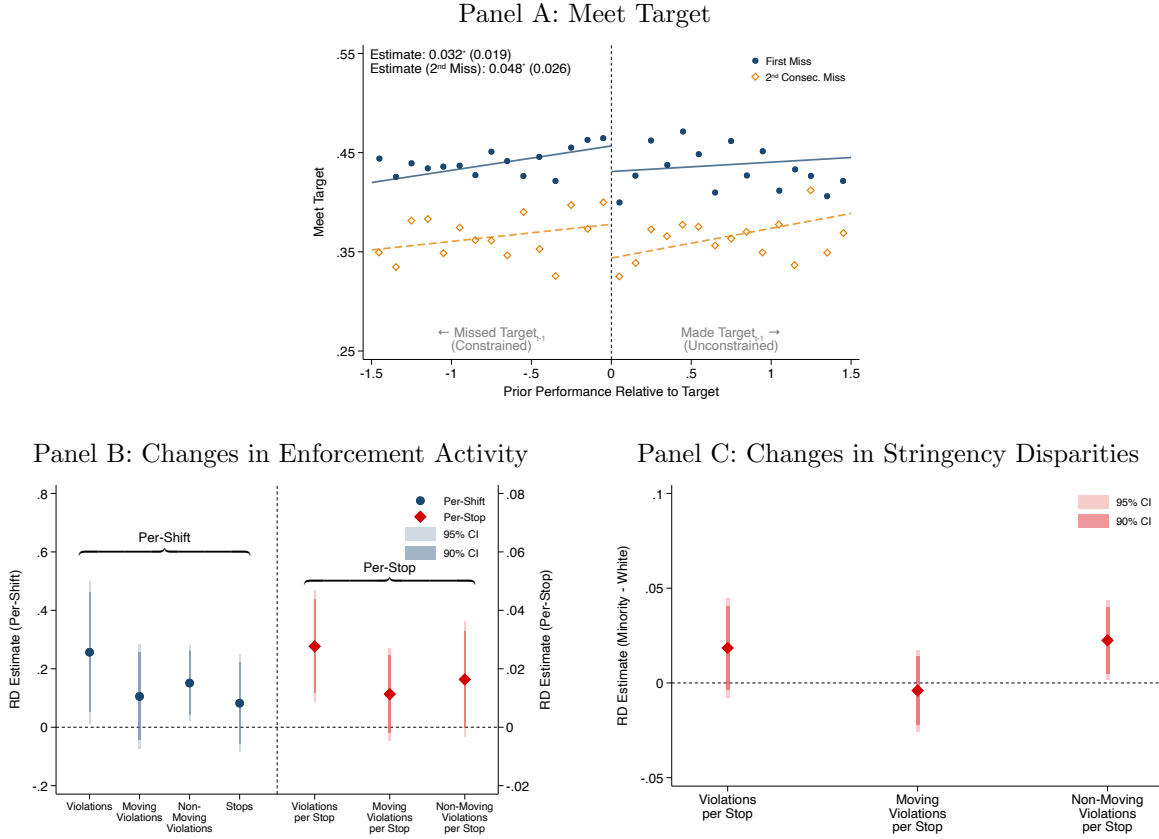 Panel A: Meet Target
Estimate: 0.032* (0.019)
Estimate (2nd Miss): 0.048* (0.026)
First Miss
2nd Consec. Miss
.55
.45
.35
.25
Meet Target
← Missed Target t-1
(Constrained)
Made Target t-1 →
(Unconstrained)
-1.5 -1 -.5 0 .5 1 1.5
Prior Performance Relative to Target
Panel B: Changes in Enforcement Activity
.8
.6
.4
.2
0
-.2
RD Estimate (Per-Shift)
Per-Shift
Per-Stop
Per-Shift
Per-Stop
95% CI
90% CI
.08
.06
.04
.02
0
-.02
RD Estimate (Per-Stop)
Violations
Moving
Violations
Non-
Moving
Violations
Stops
Violations
per Stop
Moving
Violations
per Stop
Non-Moving
Violations
per Stop
Panel C: Changes in Stringency Disparities
.1
.05
0
-.05
RD Estimate (Minority - White)
95% CI
90% CI
Violations
per Stop
Moving
Violations
per Stop
Non-Moving
Violations
per Stop